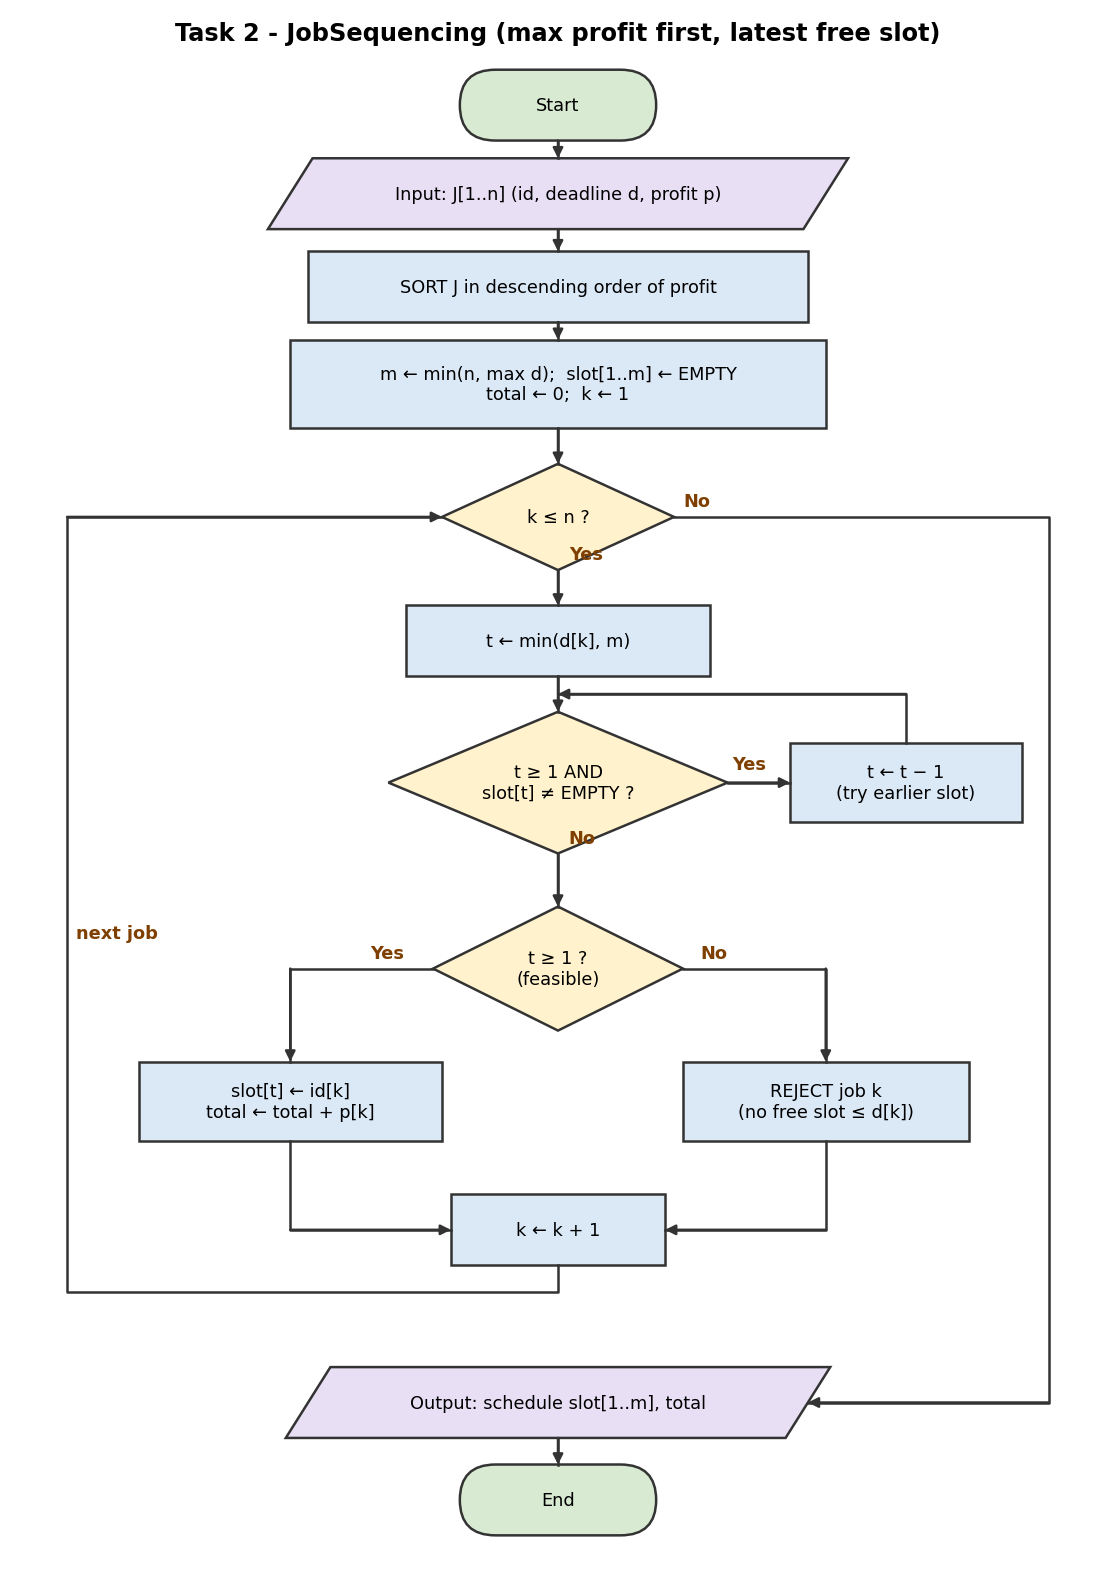 Task 2 - JobSequencing (max profit first, latest free slot)
Start
Input: J[1..n] (id, deadline d, profit p)
SORT J in descending order of profit
m ← min(n, max d);  slot[1..m] ← EMPTY
total ← 0;  k ← 1
k ≤ n ?
No
Yes
t ← min(d[k], m)
t ≥ 1 AND
slot[t] ≠ EMPTY ?
Yes
t ← t − 1
(try earlier slot)
No
next job
t ≥ 1 ?
(feasible)
Yes
No
slot[t] ← id[k]
total ← total + p[k]
REJECT job k
(no free slot ≤ d[k])
k ← k + 1
Output: schedule slot[1..m], total
End